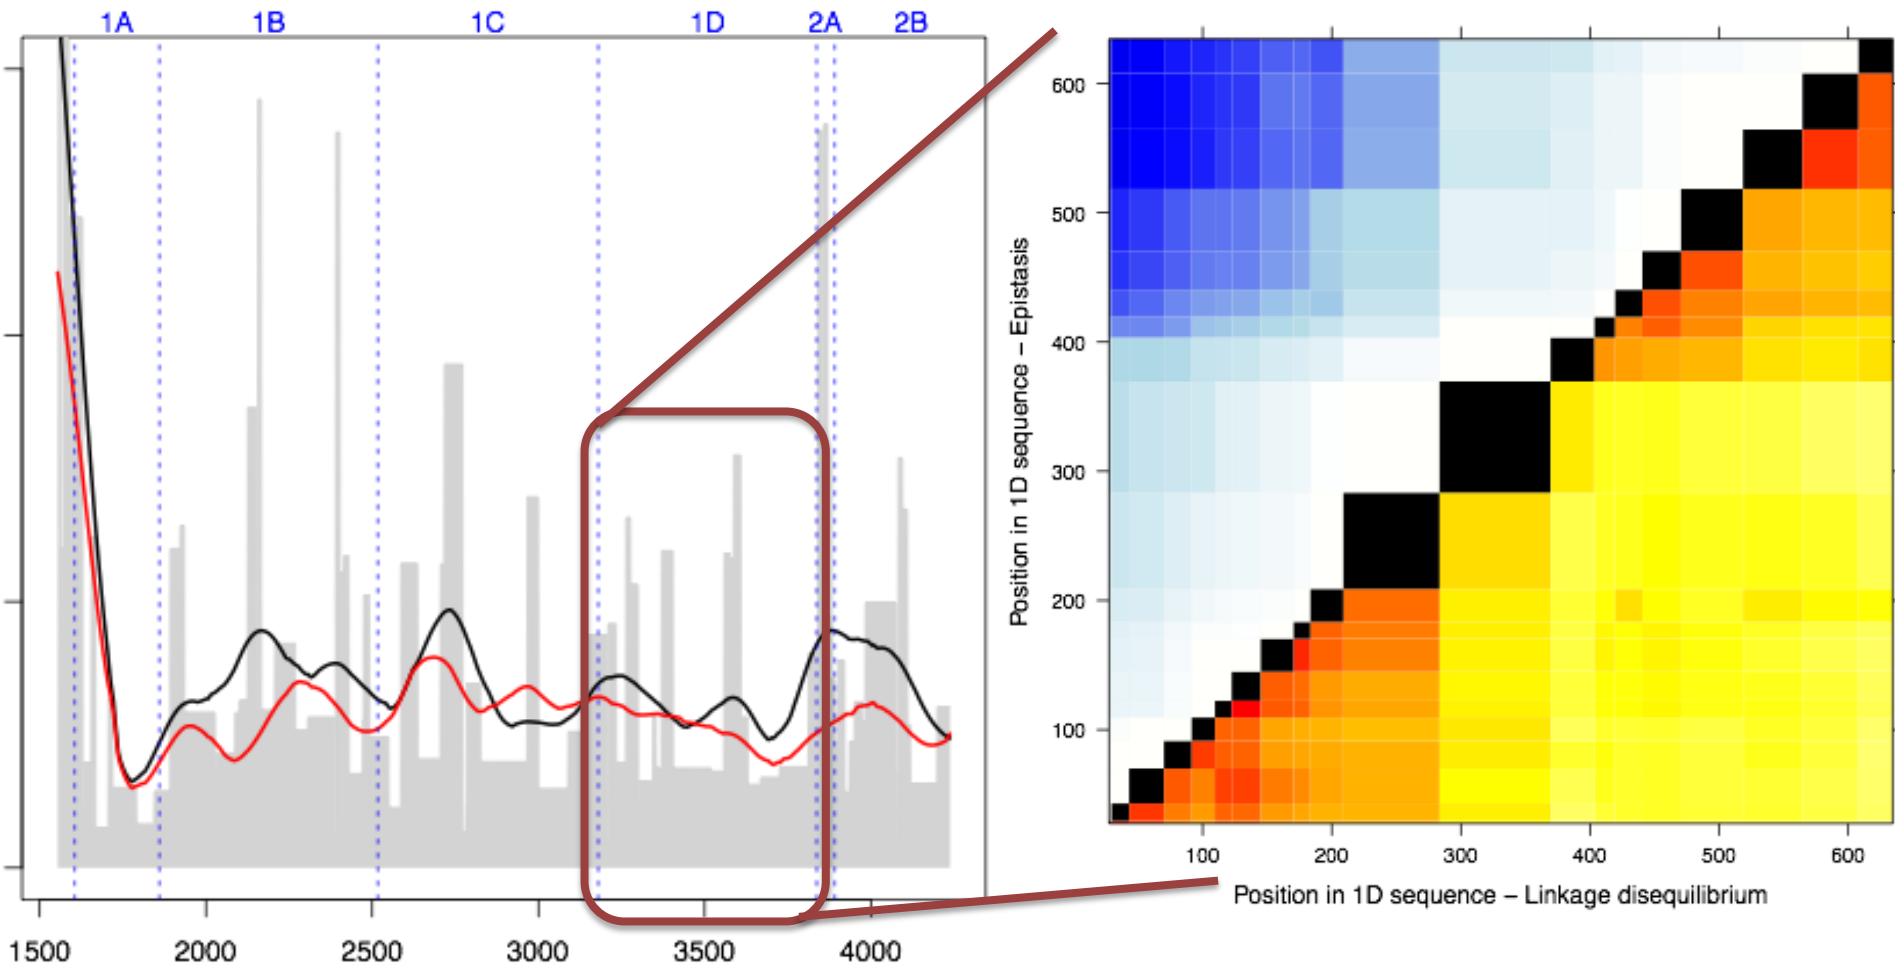 1A 1B 1C 1D 2A 2B
1500 2000 2500 3000 3500 4000
Position in 1D sequence – Epistasis
600
500
400
300
200
100
100 200 300 400 500 600
Position in 1D sequence – Linkage disequilibrium